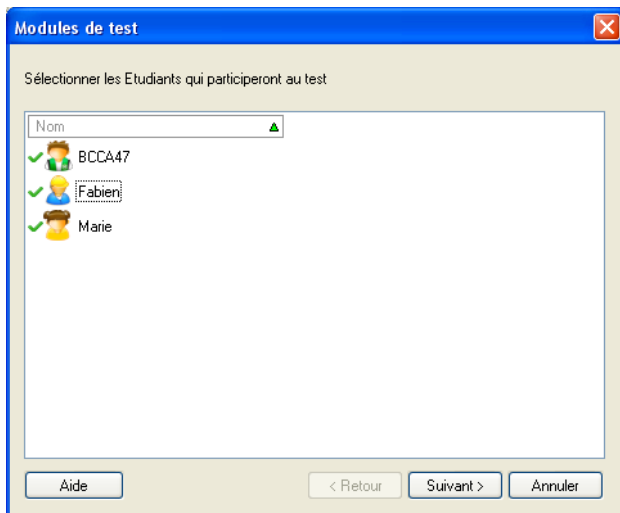 Modules de test
Sélectionner les Etudiants qui participeront au test
Nom
BCCA47
Fabien
Marie
Aide
< Retour
Suivant >
Annuler